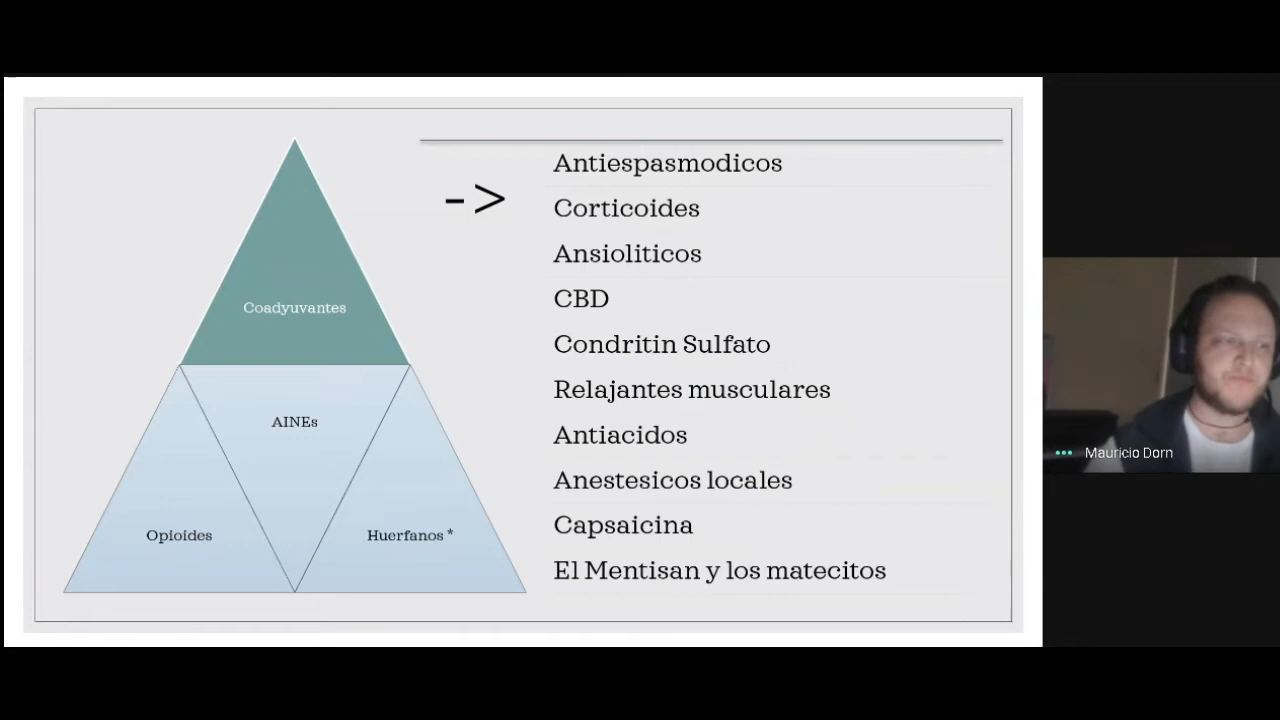 Antiespasmodicos
->
Corticoides
Ansioliticos
CBD
Coadyuvantes
Condritin Sulfato
Relajantes musculares
AINEs
Antiacidos
Anestesicos locales
Opioides
Huerfanos *
Capsaicina
El Mentisan y los matecitos
Mauricio Dorn